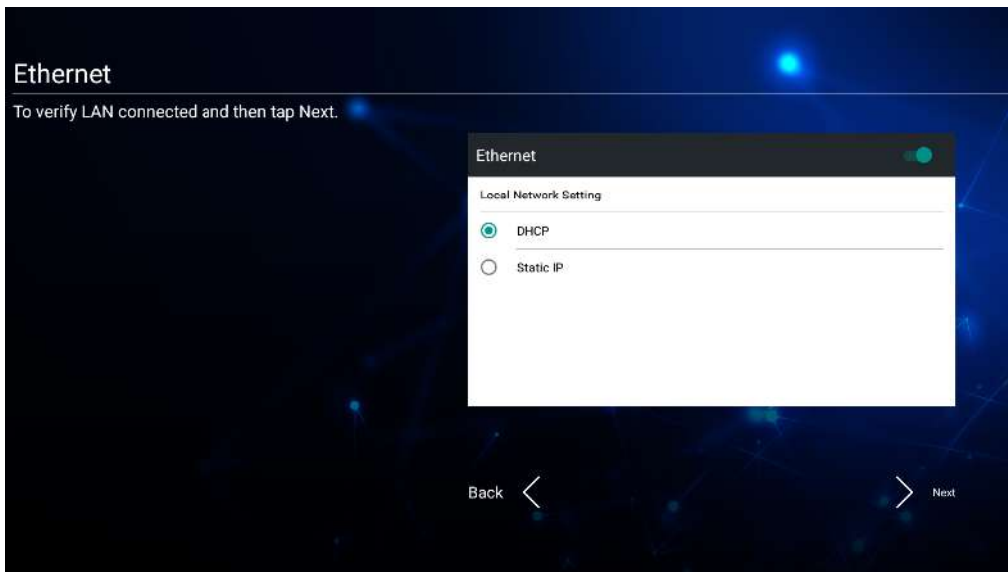 Ethernet
To verify LAN connected and then tap Next.
Ethernet
Local Network Setting
DHCP
Static IP
Back
Next